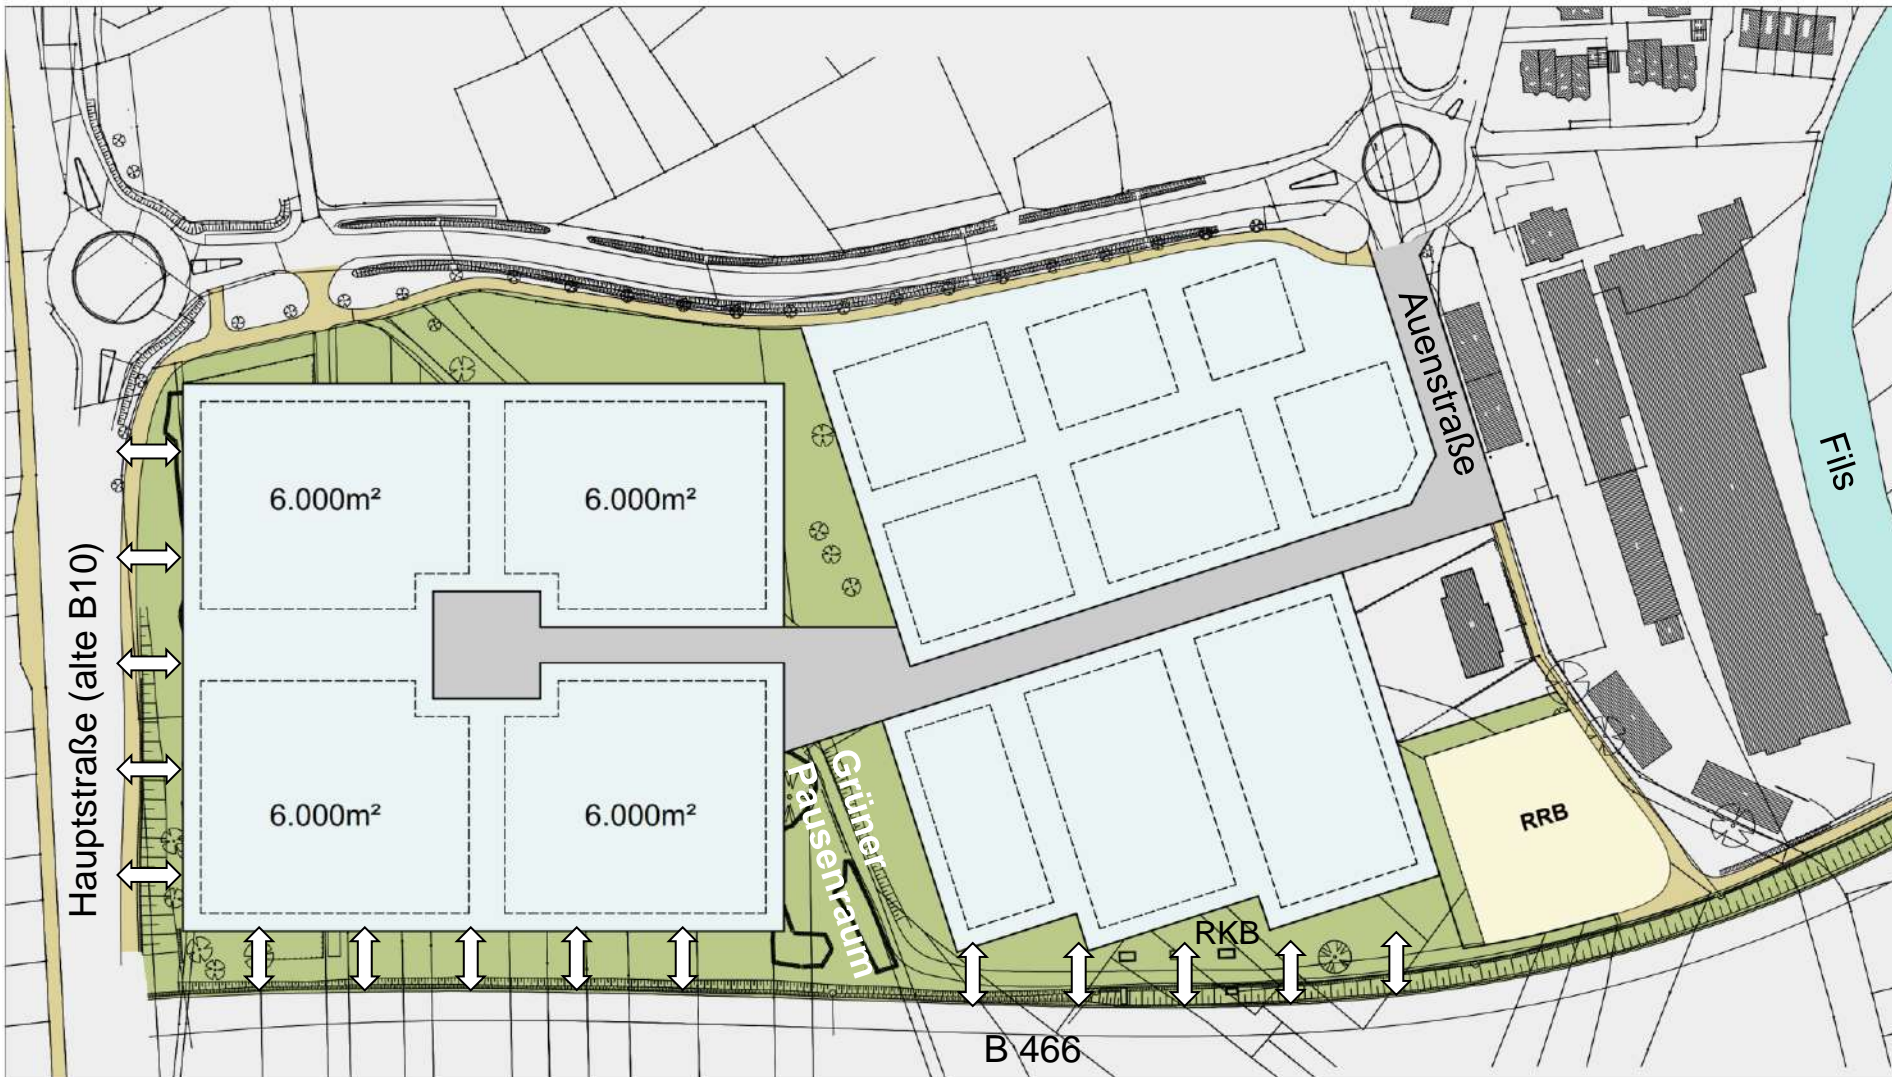 Auenstraße
Fils
6.000m²
6.000m²
Hauptstraße (alte B10)
6.000m²
6.000m²
Grüner
Pausenraum
RRB
RKB
B 466